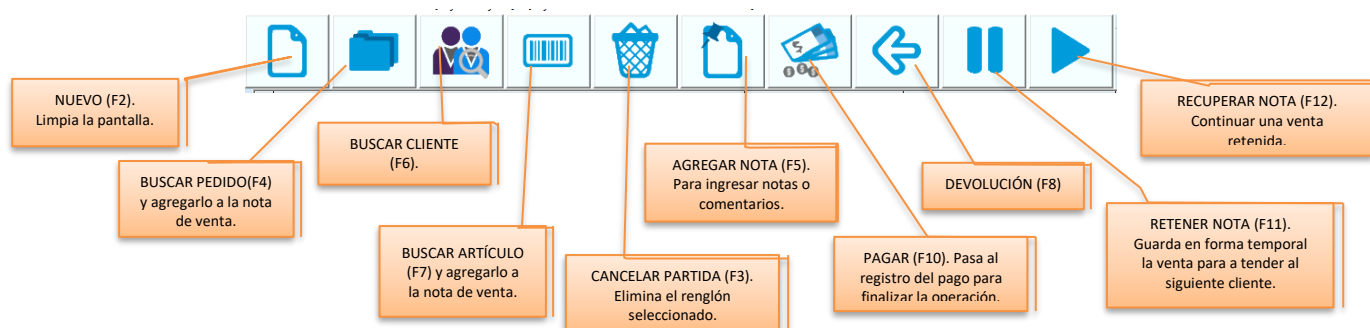 NUEVO (F2).
Limpia la pantalla.
BUSCAR PEDIDO(F4)
y agregarlo a la nota
de venta.
BUSCAR CLIENTE
(F6).
BUSCAR ARTÍCULO
(F7) y agregarlo a
la nota de venta.
CANCELAR PARTIDA (F3).
Elimina el renglón
seleccionado.
AGREGAR NOTA (F5).
Para ingresar notas o
comentarios.
PAGAR (F10). Pasa al
registro del pago para
finalizar la operación.
DEVOLUCIÓN (F8)
RETENER NOTA (F11).
Guarda en forma temporal
la venta para a tender al
siguiente cliente.
RECUPERAR NOTA (F12).
Continuar una venta
retenida.